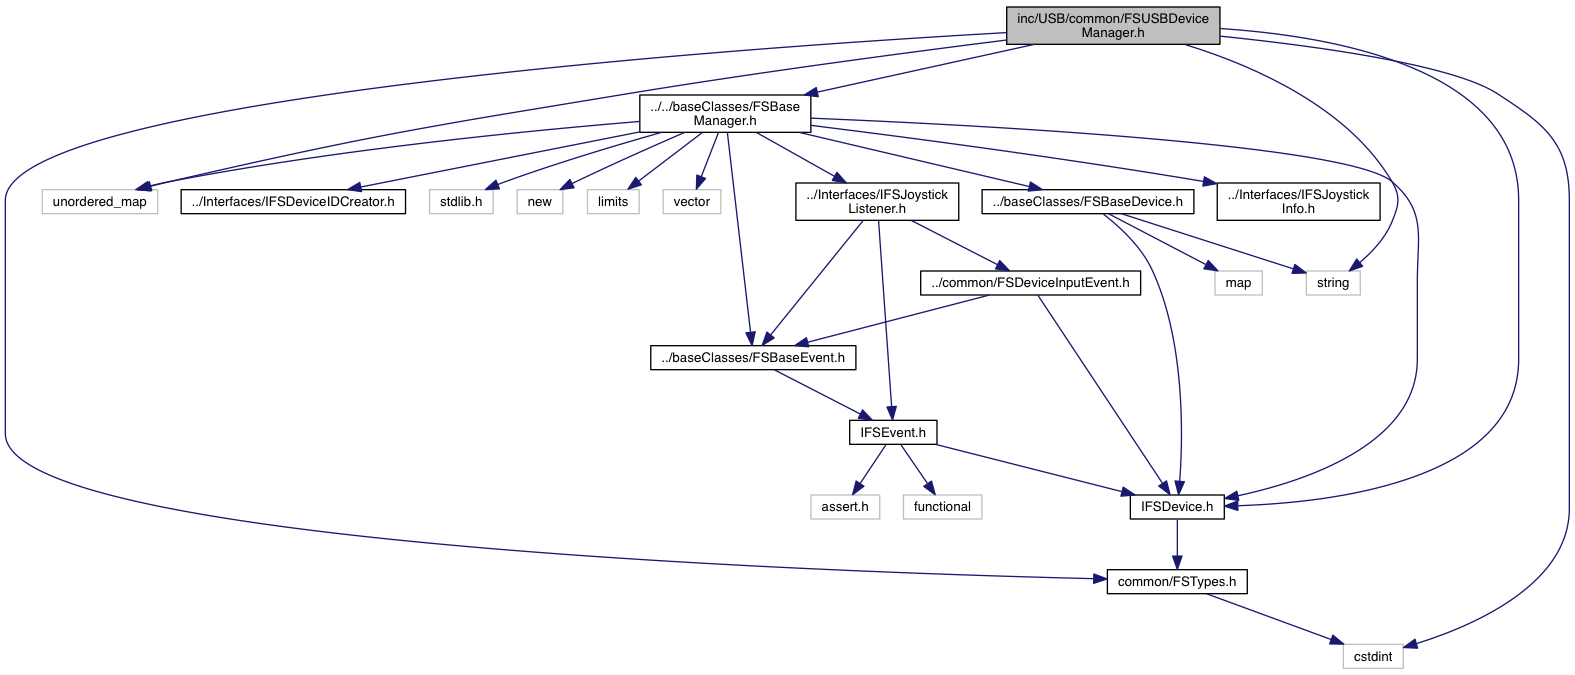 inc/USB/common/FSUSBDevice
Manager.h
../../baseClasses/FSBase
Manager.h
unordered_map
../Interfaces/IFSDeviceIDCreator.h
stdlib.h
new
limits
vector
../Interfaces/IFSJoystick
Listener.h
../baseClasses/FSBaseDevice.h
../Interfaces/IFSJoystick
Info.h
../common/FSDeviceInputEvent.h
map
string
../baseClasses/FSBaseEvent.h
IFSEvent.h
assert.h
functional
IFSDevice.h
common/FSTypes.h
cstdint